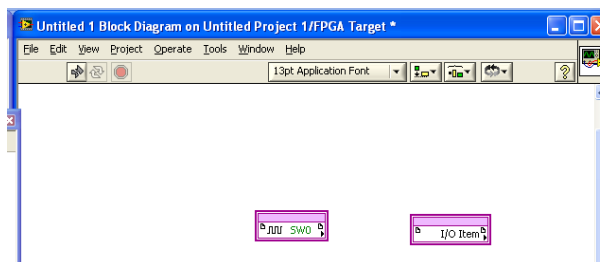 Untitled 1 Block Diagram on Untitled Project 1/FPGA Target *
File Edit View Project Operate Tools Window Help
13pt Application Font ?
SW0 I/O Item